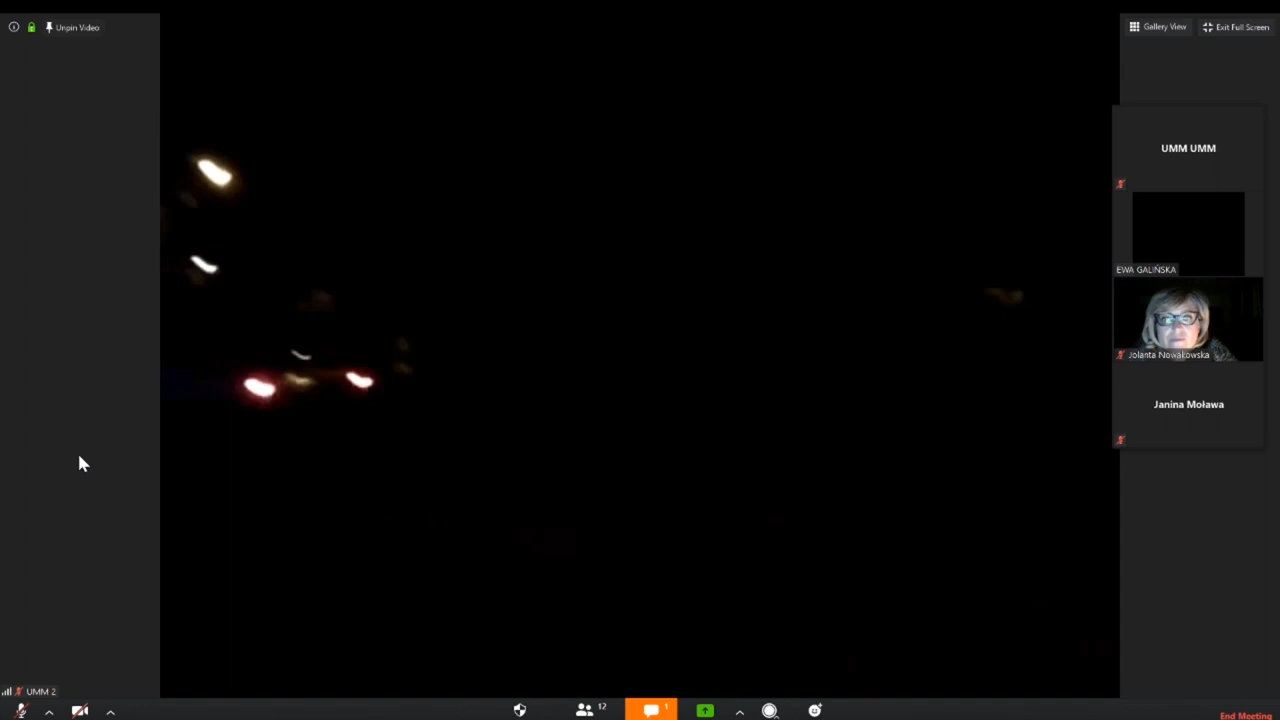 Unpin Video
Gallery View
Exit Full Screen
UMM UMM
EWA GALIŃSKA
Jolanta Nowakowska
Janina Moława
UMM 2
12
1
End Meeting